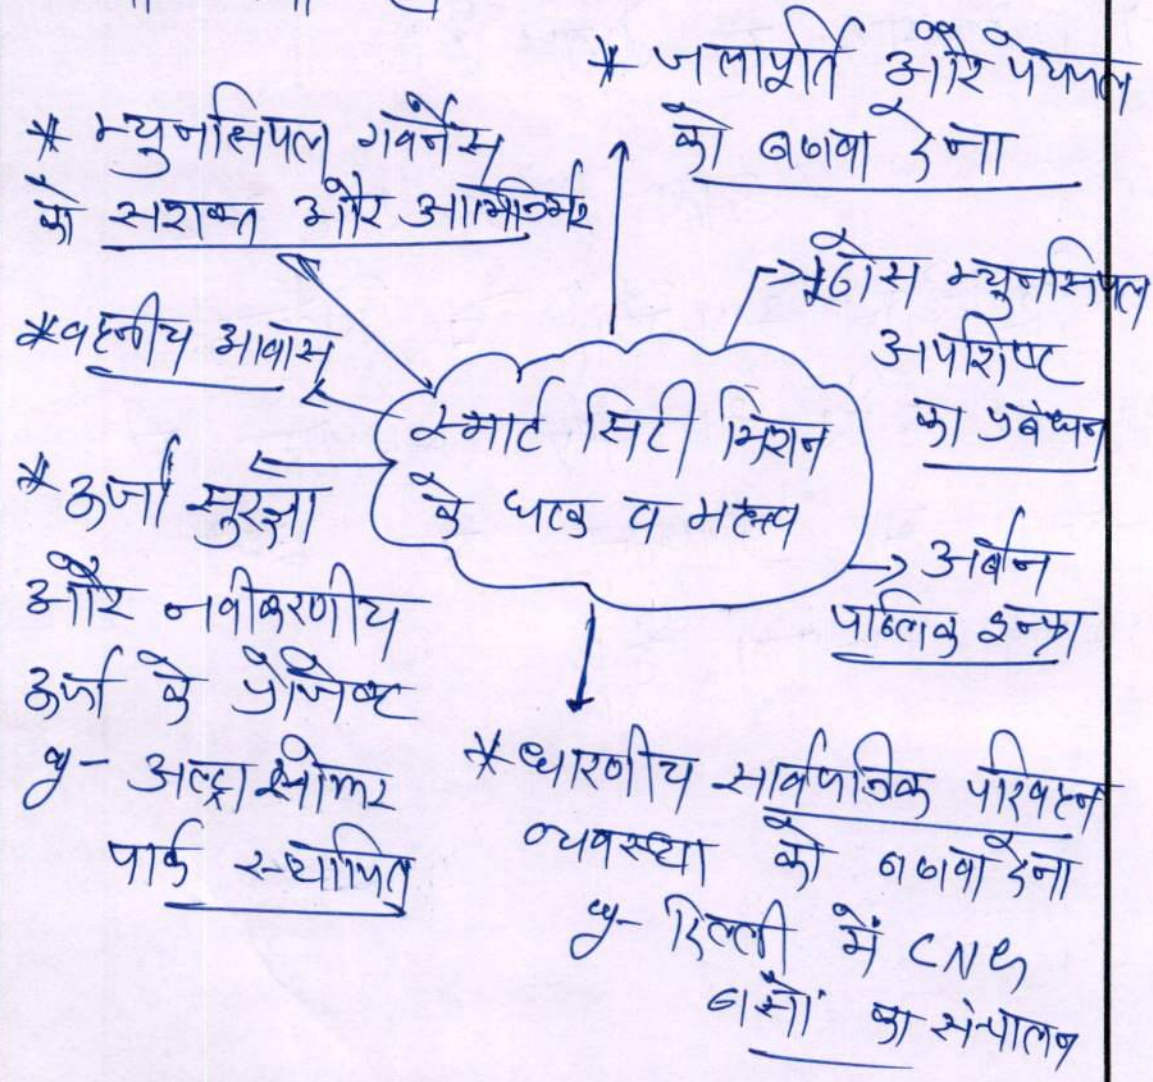 * जलापूर्ति और पेयजल
को बढावा देना
* म्युनसिपल गवर्नेंस
को सशक्त और आत्मनिर्भर
* ठोस म्युनसिपल
अपशिष्ट
का प्रबंधन
* वहनीय आवास
स्मार्ट सिटी मिशन
के घटक व महत्व
* ऊर्जा सुरक्षा
और नवीकरणीय
ऊर्जा के प्रोजेक्ट
अल्ट्रा सोलर
पार्क स्थापित
→ अर्बन
पब्लिक इन्फ्रा
* धारणीय सार्वजनिक परिवहन
व्यवस्था को बढावा देना
दिल्ली में CNG
बसों का संचालन